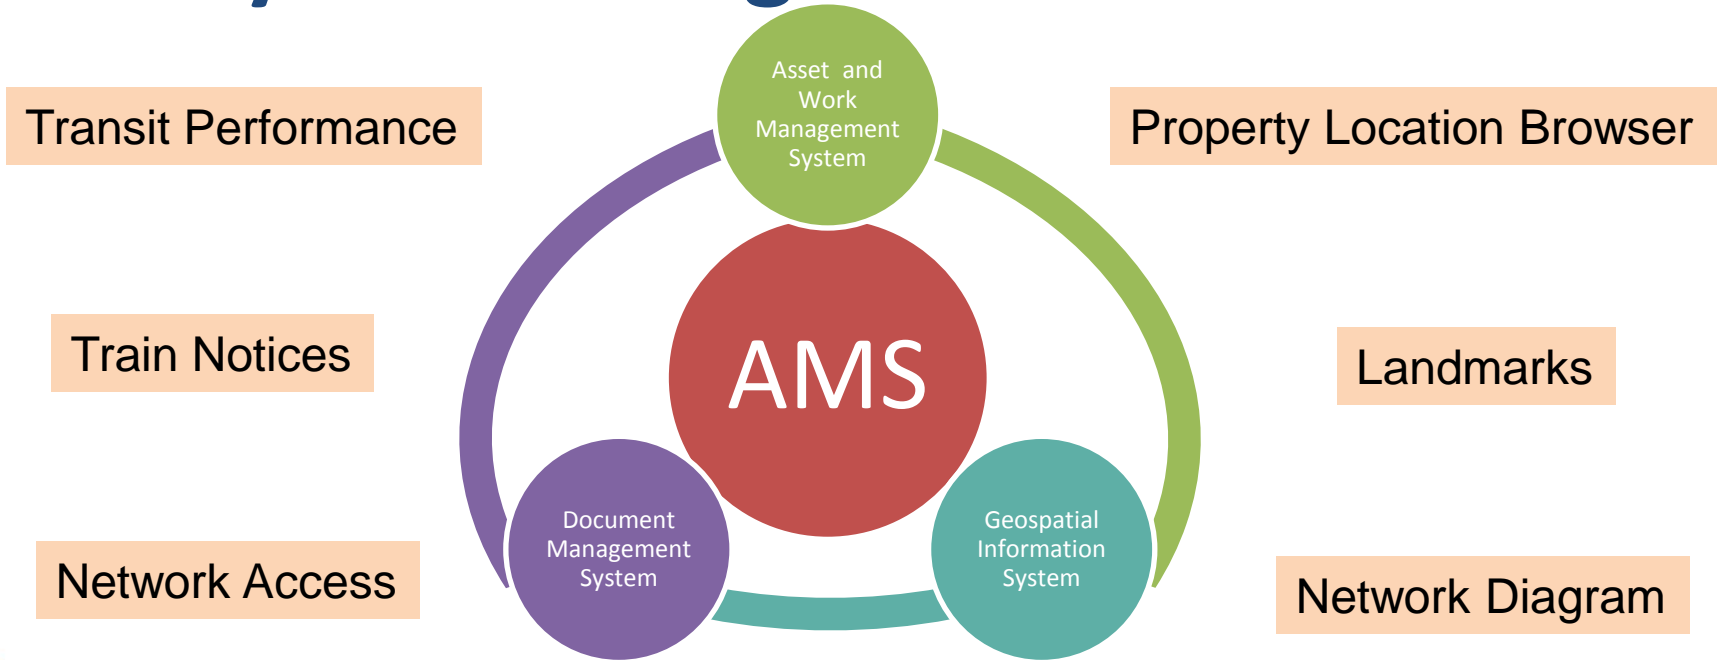 Asset and
Work
Management
System
Transit Performance
Property Location Browser
Train Notices
AMS
Landmarks
Document
Management
System
Geospatial
Information
System
Network Access
Network Diagram